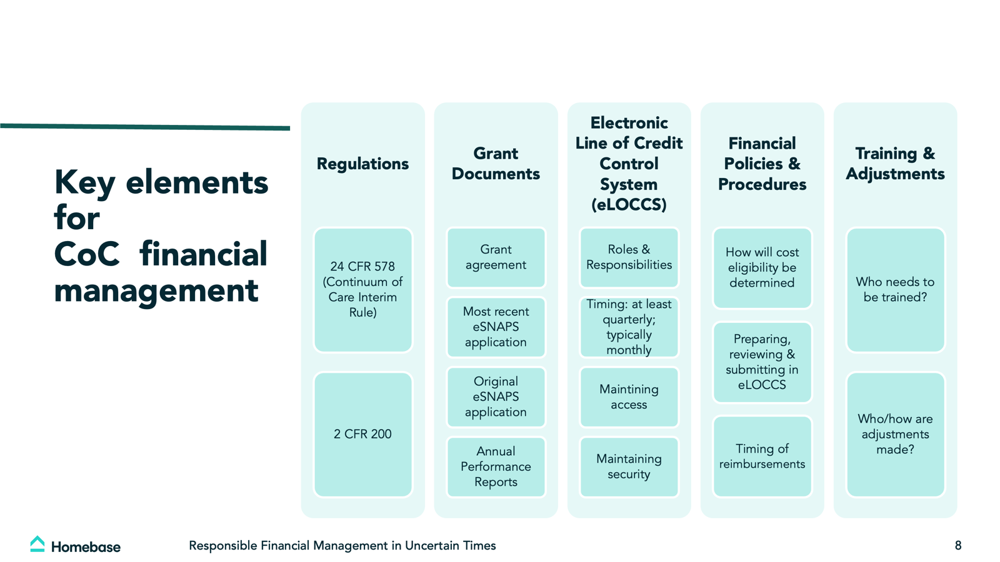 Key elements
for
CoC  financial
management
Regulations
24 CFR 578
(Continuum of
Care Interim
Rule)
2 CFR 200
Grant
Documents
Grant
agreement
Most recent
eSNAPS
application
Original
eSNAPS
application
Annual
Performance
Reports
Electronic
Line of Credit
Control
System
(eLOCCS)
Roles &
Responsibilities
Timing: at least
quarterly;
typically
monthly
Maintining
access
Maintaining
security
Financial
Policies &
Procedures
How will cost
eligibility be
determined
Preparing,
reviewing &
submitting in
eLOCCS
Timing of
reimbursements
Training &
Adjustments
Who needs to
be trained?
Who/how are
adjustments
made?
Homebase
Responsible Financial Management in Uncertain Times
8